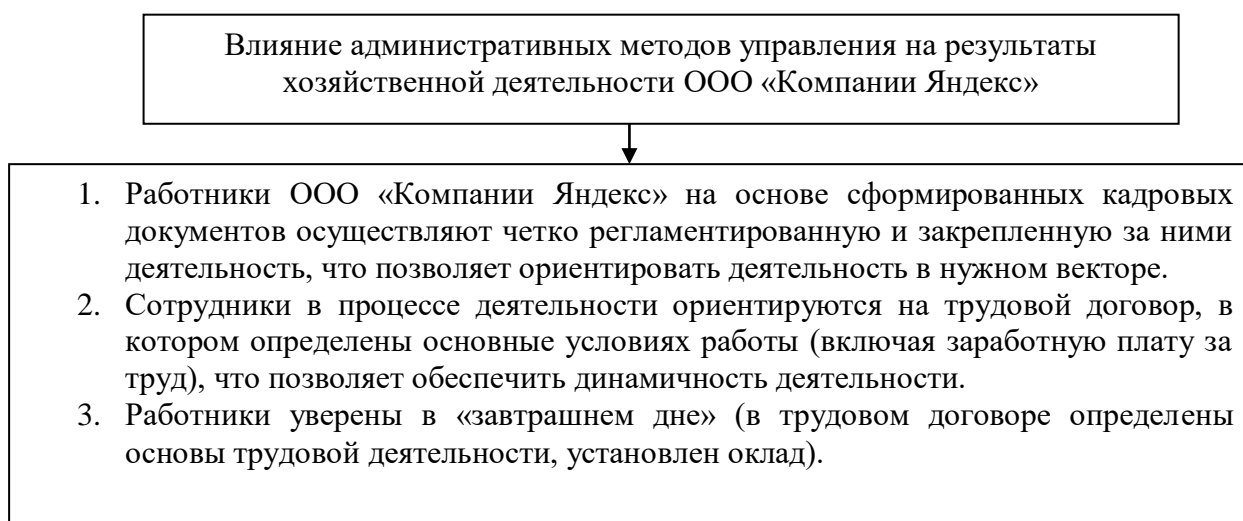 Влияние административных методов управления на результаты
хозяйственной деятельности ООО «Компании Яндекс»
1. Работники ООО «Компании Яндекс» на основе сформированных кадровых
документов осуществляют четко регламентированную и закрепленную за ними
деятельность, что позволяет ориентировать деятельность в нужном векторе.
2. Сотрудники в процессе деятельности ориентируются на трудовой договор, в
котором определены основные условиях работы (включая заработную плату за
труд), что позволяет обеспечить динамичность деятельности.
3. Работники уверены в «завтрашнем дне» (в трудовом договоре определены
основы трудовой деятельности, установлен оклад).